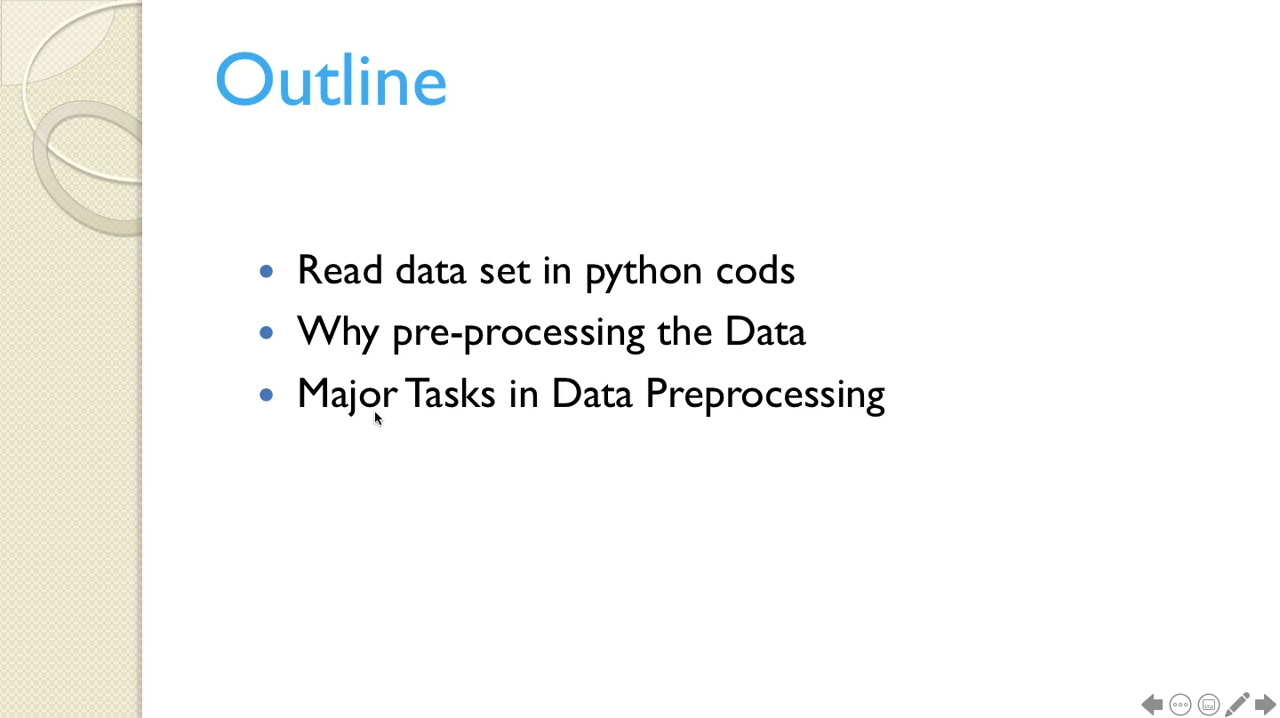 Outline
• Read data set in python cods
• Why pre-processing the Data
• Major Tasks in Data Preprocessing